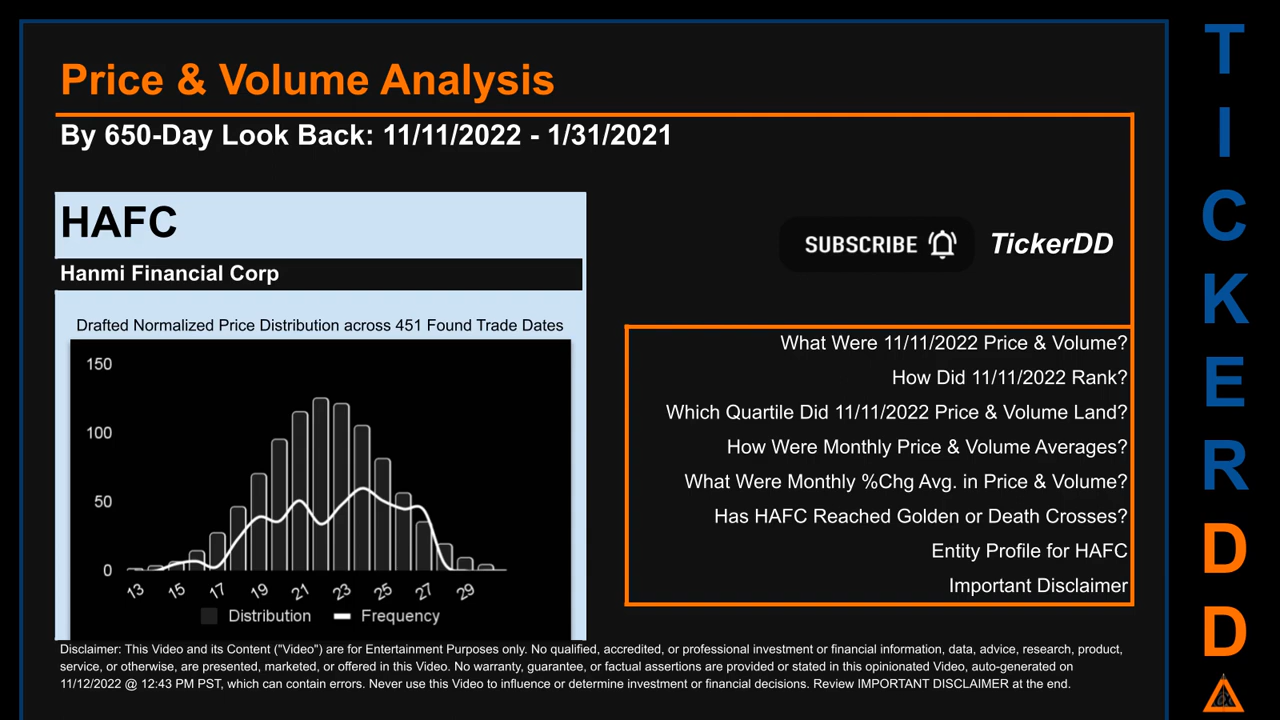 Price & Volume Analysis
By 650-Day Look Back: 11/11/2022 - 1/31/2021
HAFC
Hanmi Financial Corp
Drafted Normalized Price Distribution across 451 Found Trade Dates
150
100
50
0
13 15 17 19 21 23 25 27 29
Distribution Frequency
SUBSCRIBE TickerDD
What Were 11/11/2022 Price & Volume?
How Did 11/11/2022 Rank?
Which Quartile Did 11/11/2022 Price & Volume Land?
How Were Monthly Price & Volume Averages?
What Were Monthly %Chg Avg. in Price & Volume?
Has HAFC Reached Golden or Death Crosses?
Entity Profile for HAFC
Important Disclaimer
Disclaimer: This Video and its Content ("Video") are for Entertainment Purposes only. No qualified, accredited, or professional investment or financial information, data, advice, research, product,
service, or otherwise, are presented, marketed, or offered in this Video. No warranty, guarantee, or factual assertions are provided or stated in this opinionated Video, auto-generated on
11/12/2022 @ 12:43 PM PST, which can contain errors. Never use this Video to influence or determine investment or financial decisions. Review IMPORTANT DISCLAIMER at the end.
TICKERDD